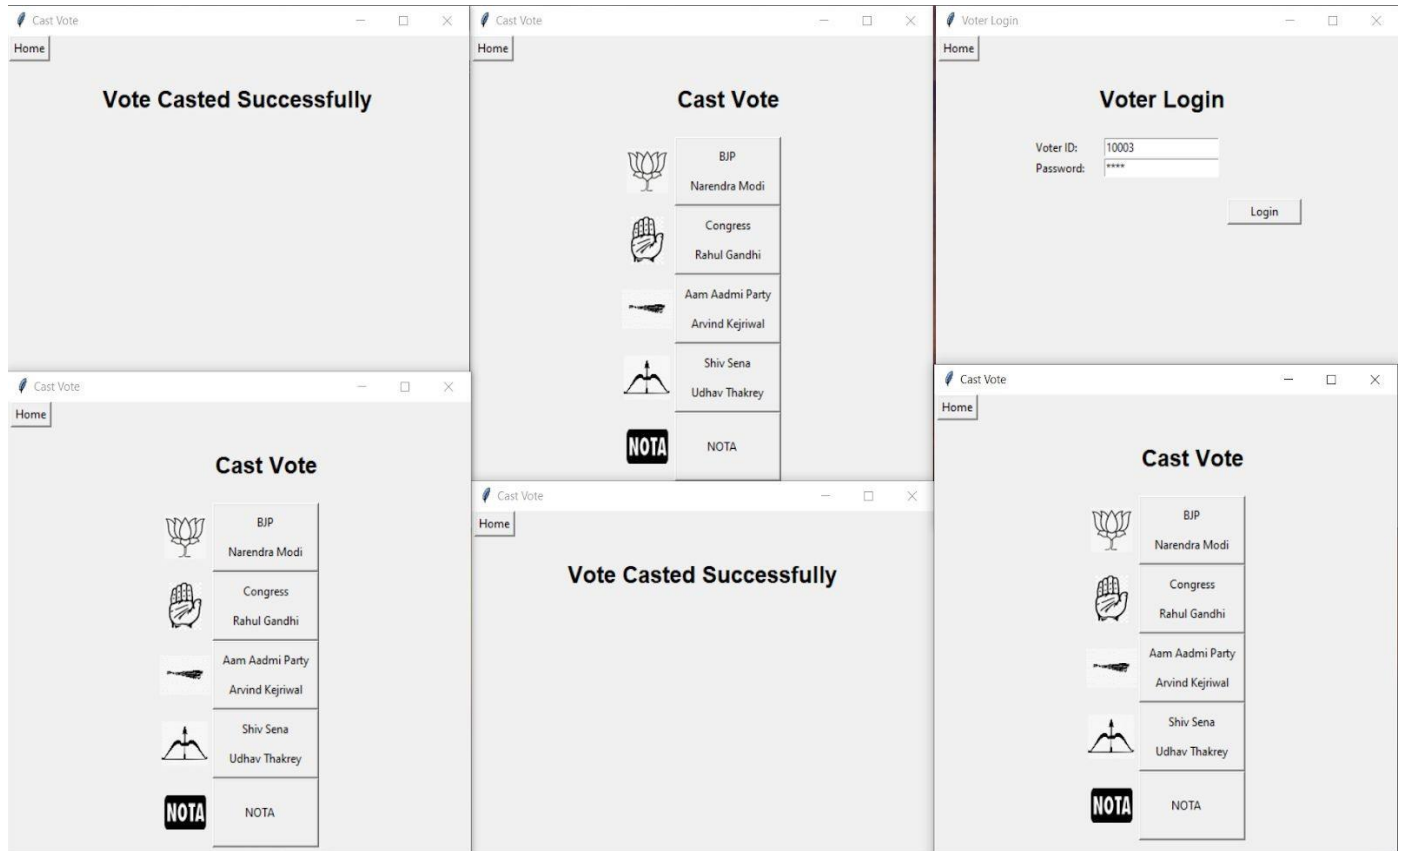 Cast Vote
Home
Vote Casted Successfully
Cast Vote
Home
Cast Vote
BJP
Narendra Modi
Congress
Rahul Gandhi
Aam Aadmi Party
Arvind Kejriwal
Shiv Sena
Udhav Thakrey
NOTA NOTA
Voter Login
Home
Voter Login
Voter ID: 10003
Password: ****
Login
Cast Vote
Home
Cast Vote
BJP
Narendra Modi
Congress
Rahul Gandhi
Aam Aadmi Party
Arvind Kejriwal
Shiv Sena
Udhav Thakrey
NOTA NOTA
Cast Vote
Home
Vote Casted Successfully
Cast Vote
Home
Cast Vote
BJP
Narendra Modi
Congress
Rahul Gandhi
Aam Aadmi Party
Arvind Kejriwal
Shiv Sena
Udhav Thakrey
NOTA NOTA